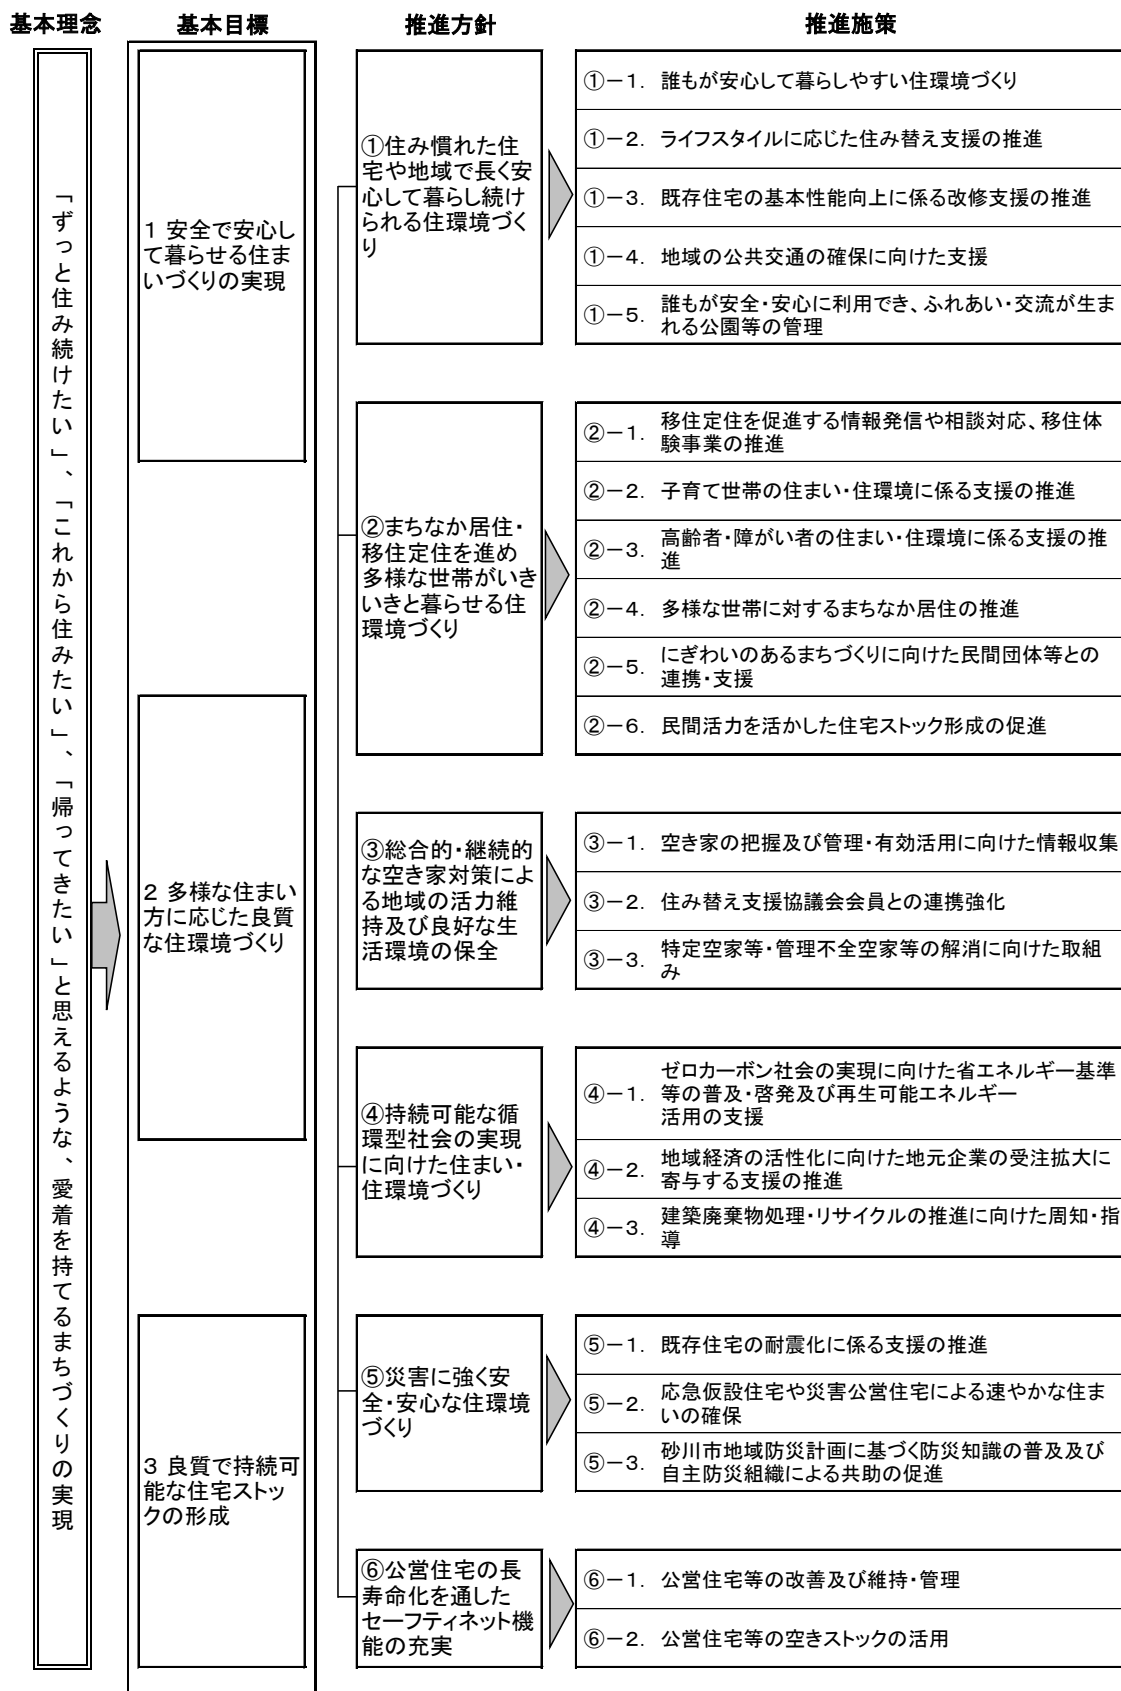 基本理念
基本目標
推進方針
推進施策
「ずっと住み続けたい」、「これから住みたい」、「帰ってきたい」と思えるような、愛着を持てるまちづくりの実現
1 安全で安心し
て暮らせる住ま
いづくりの実現
2 多様な住まい
方に応じた良質
な住環境づくり
3 良質で持続可
能な住宅ストッ
クの形成
①住み慣れた住
宅や地域で長く安
心して暮らし続け
られる住環境づく
り
①－1. 誰もが安心して暮らしやすい住環境づくり
①－2. ライフスタイルに応じた住み替え支援の推進
①－3. 既存住宅の基本性能向上に係る改修支援の推進
①－4. 地域の公共交通の確保に向けた支援
①－5. 誰もが安全・安心に利用でき、ふれあい・交流が生ま
れる公園等の管理
②まちなか居住・
移住定住を進め
多様な世帯がいき
いきと暮らせる住
環境づくり
②－1. 移住定住を促進する情報発信や相談対応、移住体
験事業の推進
②－2. 子育て世帯の住まい・住環境に係る支援の推進
②－3. 高齢者・障がい者の住まい・住環境に係る支援の推
進
②－4. 多様な世帯に対するまちなか居住の推進
②－5. にぎわいのあるまちづくりに向けた民間団体等との
連携・支援
②－6. 民間活力を活かした住宅ストック形成の促進
③総合的・継続的
な空き家対策によ
る地域の活力維
持及び良好な生
活環境の保全
③－1. 空き家の把握及び管理・有効活用に向けた情報収集
③－2. 住み替え支援協議会会員との連携強化
③－3. 特定空家等・管理不全空家等の解消に向けた取組
み
④持続可能な循
環型社会の実現
に向けた住まい・
住環境づくり
④－1. ゼロカーボン社会の実現に向けた省エネルギー基準
等の普及・啓発及び再生可能エネルギー
活用の支援
④－2. 地域経済の活性化に向けた地元企業の受注拡大に
寄与する支援の推進
④－3. 建築廃棄物処理・リサイクルの推進に向けた周知・指
導
⑤災害に強く安
全・安心な住環境
づくり
⑤－1. 既存住宅の耐震化に係る支援の推進
⑤－2. 応急仮設住宅や災害公営住宅による速やかな住ま
いの確保
⑤－3. 砂川市地域防災計画に基づく防災知識の普及及び
自主防災組織による共助の促進
⑥公営住宅の長
寿命化を通した
セーフティネット機
能の充実
⑥－1. 公営住宅等の改善及び維持・管理
⑥－2. 公営住宅等の空きストックの活用